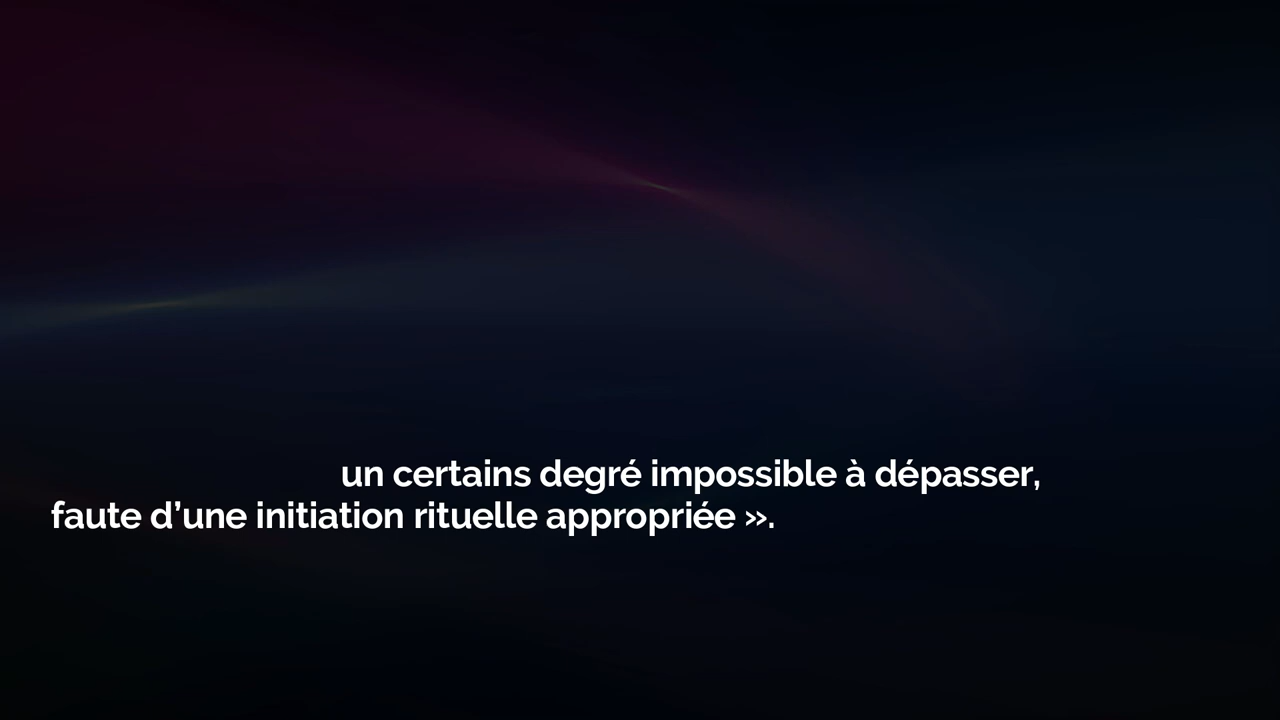 un certains degré impossible à dépasser,
faute d’une initiation rituelle appropriée ».